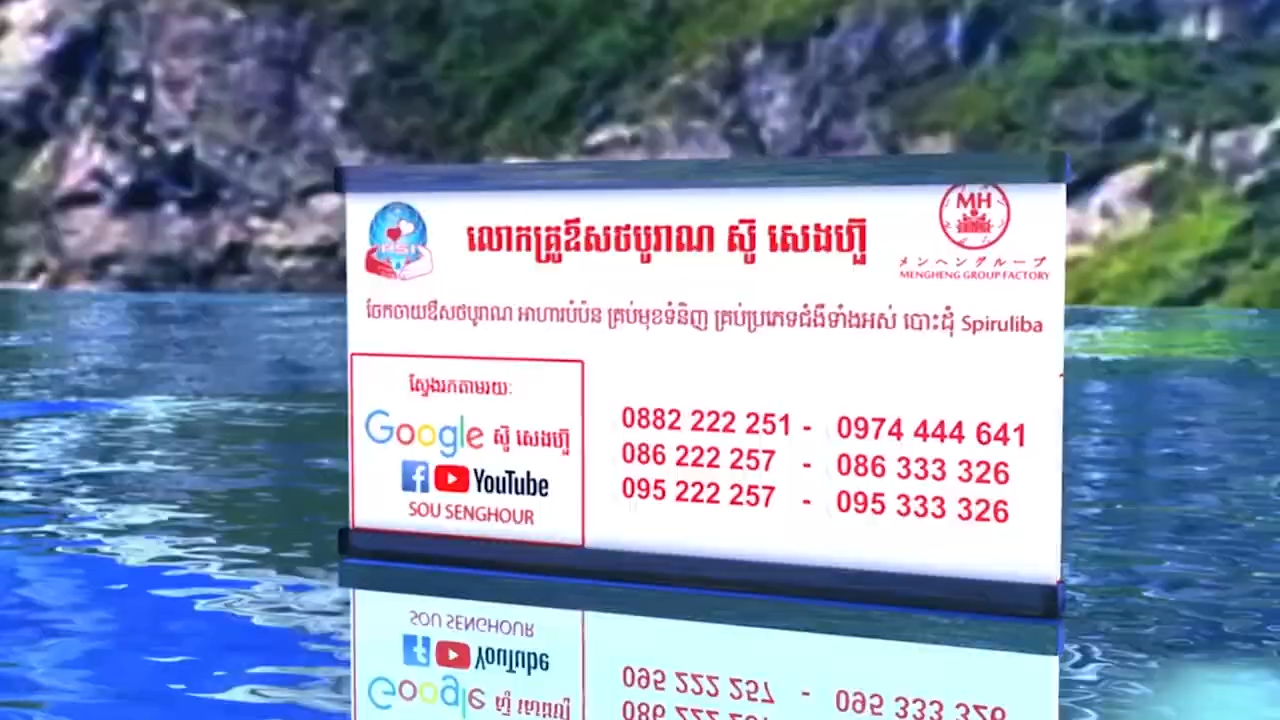 PSI
លោកគ្រូឱសថបូរាណ ស៊ូ សេងហ៊ួ
MH
メンヘングループ
MENGHENG GROUP FACTORY
ចែកចាយឱសថបូរាណ អាហារបំប៉ន គ្រប់មុខទំនិញ គ្រប់ប្រភេទជំងឺទាំងអស់ បោះដុំ Spiruliba
ស្វែងរកតាមរយៈ
Google ស៊ូ សេងហ៊ួ
YouTube
SOU SENGHOUR
0882 222 251 - 0974 444 641
086 222 257 - 086 333 326
095 222 257 - 095 333 326